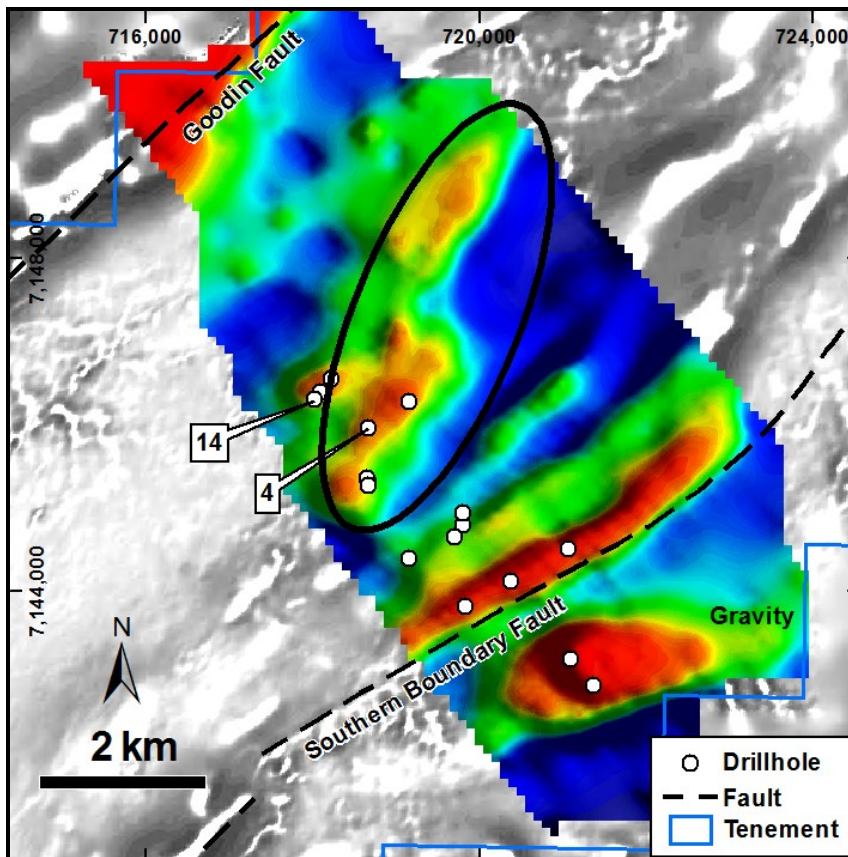 716,000
720,000
724,000
Goodin Fault
7,148,000
14
4
7,144,000
Gravity
Southern Boundary Fault
N
2 km
Drillhole
Fault
Tenement